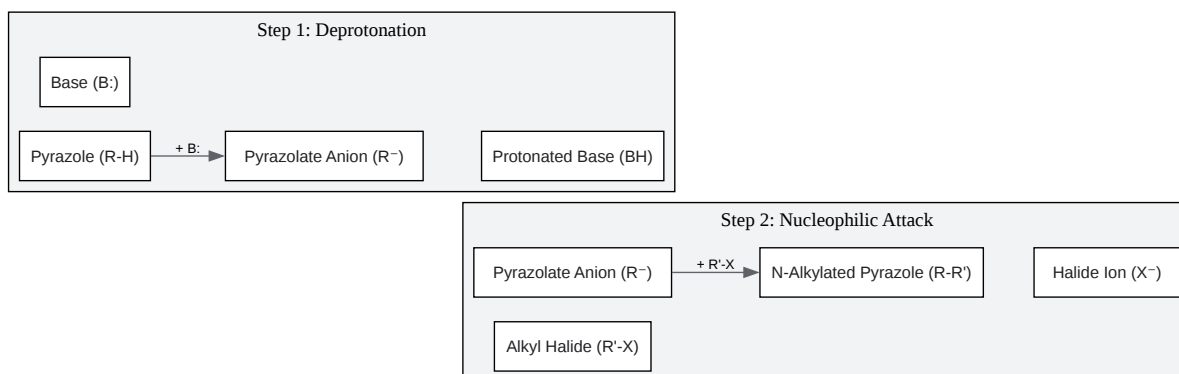 Step 1: Deprotonation
Base (B:)
Pyrazole (R-H)
+ B:
Pyrazolate Anion (R⁻)
Protonated Base (BH)
Step 2: Nucleophilic Attack
Pyrazolate Anion (R⁻)
+ R'-X
N-Alkylated Pyrazole (R-R')
Halide Ion (X⁻)
Alkyl Halide (R'-X)